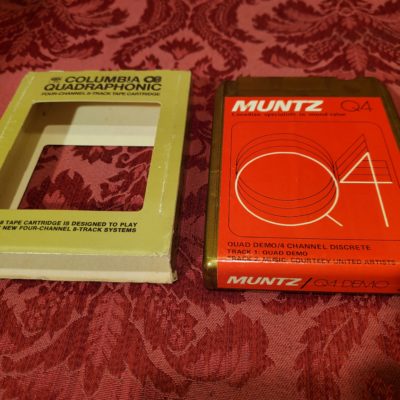 COLUMBIA
QUADRAPHONIC
FOUR-CHANNEL 8-TRACK TAPE CARTRIDGE
8 TAPE CARTRIDGE IS DESIGNED TO PLAY
NEW FOUR-CHANNEL 8-TRACK SYSTEMS
MUNTZ Q4
Canadian specialists in sound value
Q4
QUAD DEMO/4 CHANNEL DISCRETE
TRACK 1: QUAD DEMO
TRACK 2: MUSIC: COURTESY UNITED ARTISTS
MUNTZ / Q4 DEMO